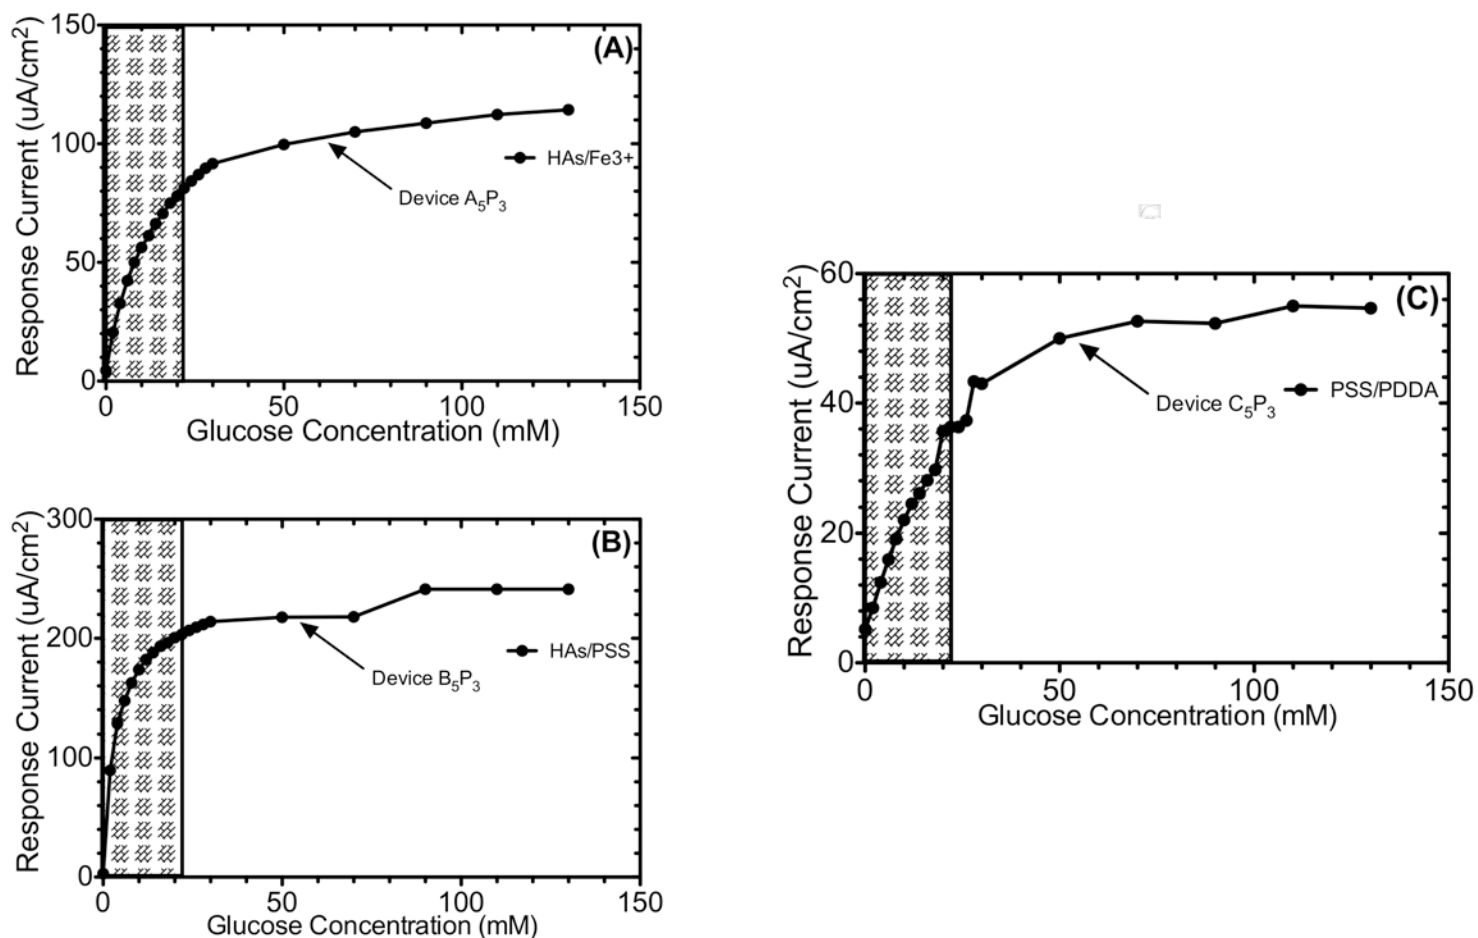 (A)
Response Current (uA/cm²)
150
100
50
0
HAs/Fe3+
Device A₅P₃
0 50 100 150
Glucose Concentration (mM)
(B)
Response Current (uA/cm²)
300
200
100
0
HAs/PSS
Device B₅P₃
0 50 100 150
Glucose Concentration (mM)
(C)
Response Current (uA/cm²)
60
40
20
0
PSS/PDDA
Device C₅P₃
0 50 100 150
Glucose Concentration (mM)